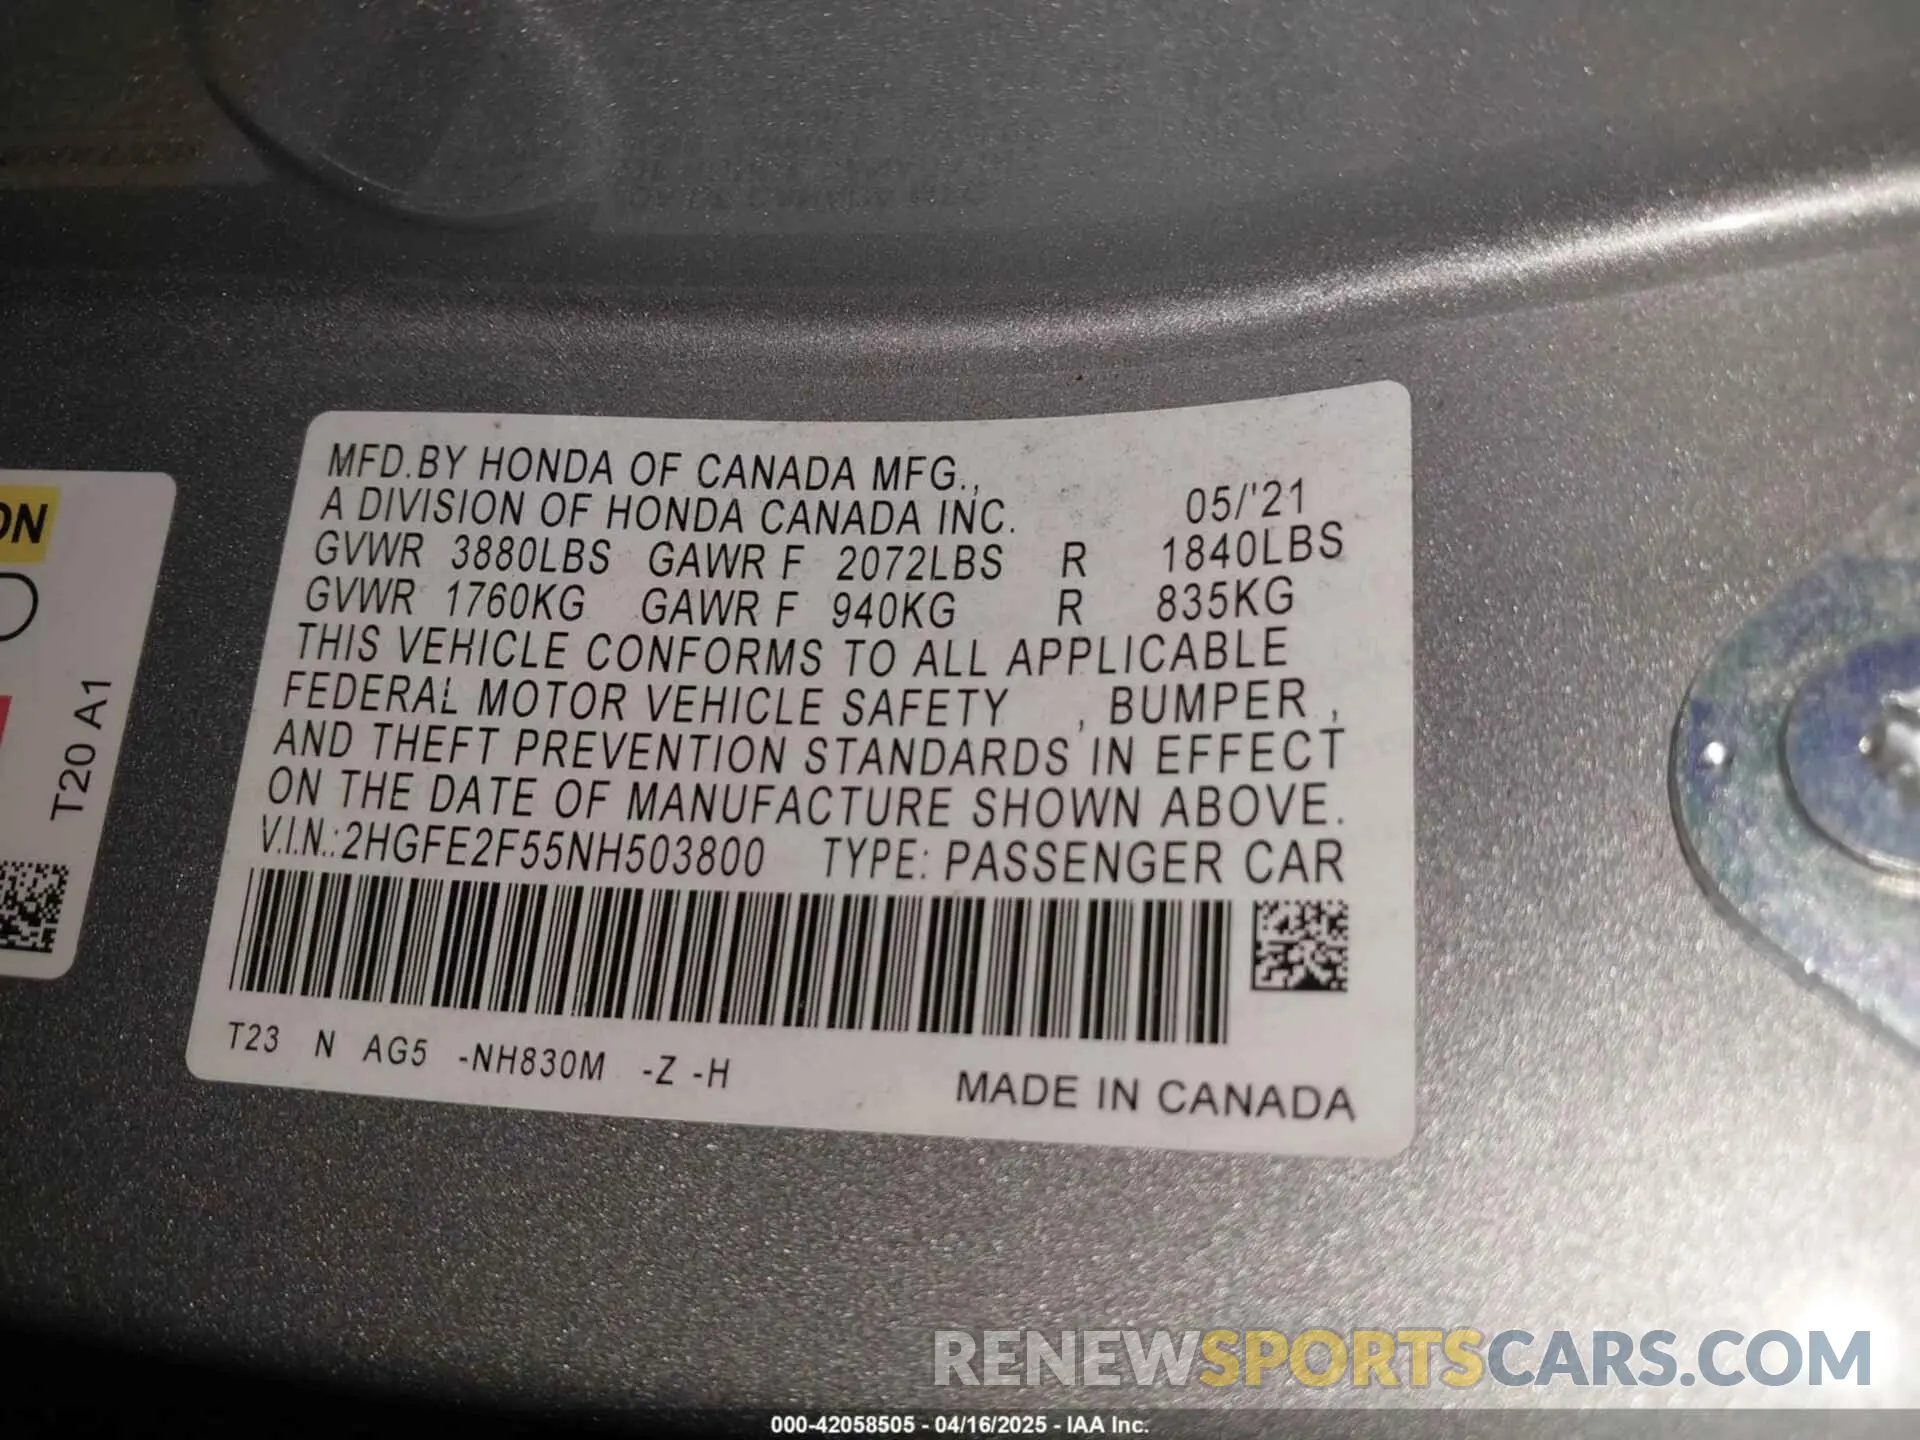 MFD.BY HONDA OF CANADA MFG.,
A DIVISION OF HONDA CANADA INC. 05/'21
GVWR 3880LBS GAWR F 2072LBS R 1840LBS
GVWR 1760KG GAWR F 940KG R 835KG
THIS VEHICLE CONFORMS TO ALL APPLICABLE
FEDERAL MOTOR VEHICLE SAFETY , BUMPER ,
AND THEFT PREVENTION STANDARDS IN EFFECT
ON THE DATE OF MANUFACTURE SHOWN ABOVE.
V.I.N.:2HGFE2F55NH503800 TYPE: PASSENGER CAR
T23 N AG5 -NH830M -Z -H
MADE IN CANADA
T20 A1
RENEWSPORTSCARS.COM
000-42058505 - 04/16/2025 - IAA Inc.